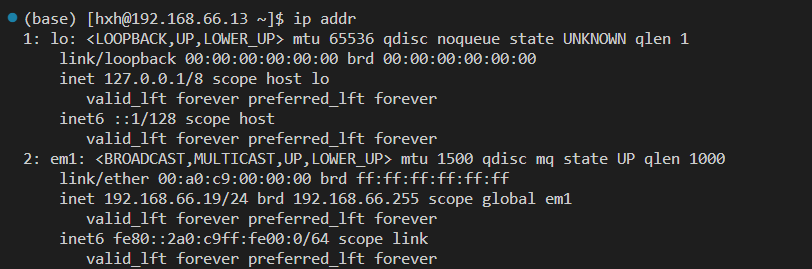 (base) [hxh@192.168.66.13 ~]$ ip addr
1: lo: <LOOPBACK,UP,LOWER_UP> mtu 65536 qdisc noqueue state UNKNOWN qlen 1
    link/loopback 00:00:00:00:00:00 brd 00:00:00:00:00:00
    inet 127.0.0.1/8 scope host lo
       valid_lft forever preferred_lft forever
    inet6 ::1/128 scope host
       valid_lft forever preferred_lft forever
2: em1: <BROADCAST,MULTICAST,UP,LOWER_UP> mtu 1500 qdisc mq state UP qlen 1000
    link/ether 00:a0:c9:00:00:00 brd ff:ff:ff:ff:ff:ff
    inet 192.168.66.19/24 brd 192.168.66.255 scope global em1
       valid_lft forever preferred_lft forever
    inet6 fe80::2a0:c9ff:fe00:0/64 scope link
       valid_lft forever preferred_lft forever